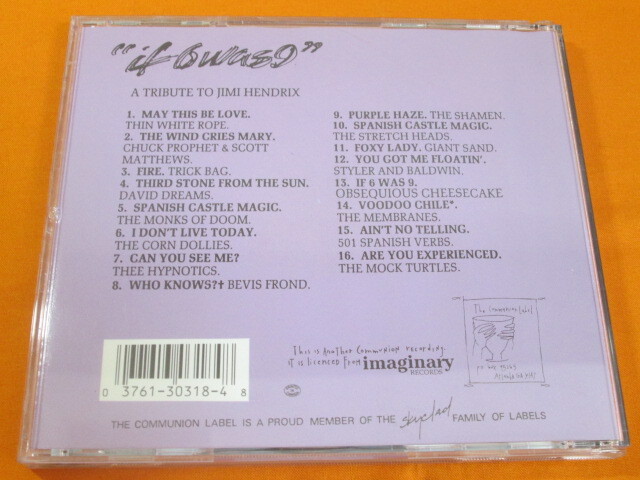 "if 6 was 9"
A TRIBUTE TO JIMI HENDRIX
1. MAY THIS BE LOVE.
THIN WHITE ROPE.
2. THE WIND CRIES MARY.
CHUCK PROPHET & SCOTT
MATTHEWS.
3. FIRE. TRICK BAG.
4. THIRD STONE FROM THE SUN.
DAVID DREAMS.
5. SPANISH CASTLE MAGIC.
THE MONKS OF DOOM.
6. I DON'T LIVE TODAY.
THE CORN DOLLIES.
7. CAN YOU SEE ME?
THEE HYPNOTICS.
8. WHO KNOWS?† BEVIS FROND.
9. PURPLE HAZE. THE SHAMEN.
10. SPANISH CASTLE MAGIC.
THE STRETCH HEADS.
11. FOXY LADY. GIANT SAND.
12. YOU GOT ME FLOATIN'.
STYLER AND BALDWIN.
13. IF 6 WAS 9.
OBSEQUIOUS CHEESECAKE
14. VOODOO CHILE*.
THE MEMBRANES.
15. AIN'T NO TELLING.
501 SPANISH VERBS.
16. ARE YOU EXPERIENCED.
THE MOCK TURTLES.
The Communion Label
This is Another Communion recording.
It is licenced from imaginary
RECORDS
0 3761-30318-4 8
THE COMMUNION LABEL IS A PROUD MEMBER OF THE skyclad FAMILY OF LABELS